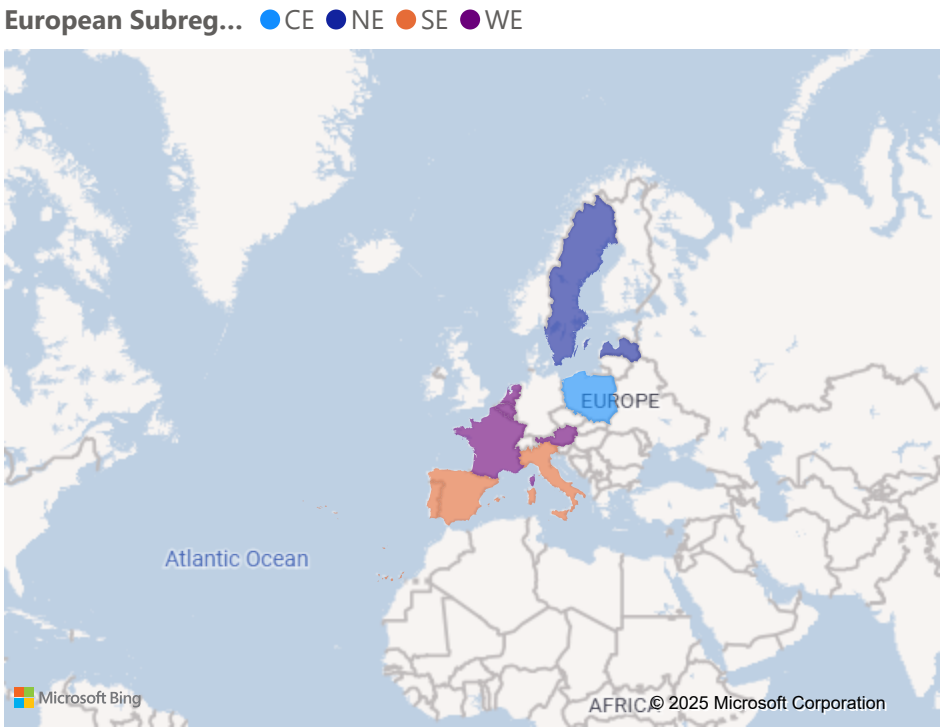 European Subreg... CE NE SE WE
EUROPE
Atlantic Ocean
Microsoft Bing
AFRICA © 2025 Microsoft Corporation